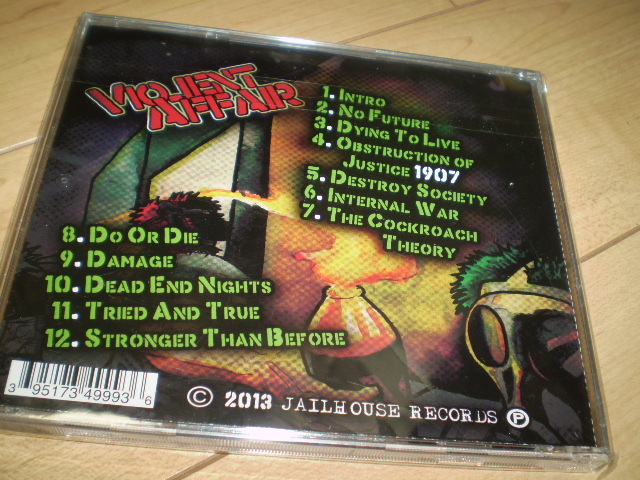 VIOLENT
AFFAIR
1. INTRO
2. NO FUTURE
3. DYING TO LIVE
4. OBSTRUCTION OF
JUSTICE 1907
5. DESTROY SOCIETY
6. INTERNAL WAR
7. THE COCKROACH
THEORY
8. DO OR DIE
9. DAMAGE
10. DEAD END NIGHTS
11. TRIED AND TRUE
12. STRONGER THAN BEFORE
3 95173 49993 6
© 2013 JAILHOUSE RECORDS ℗